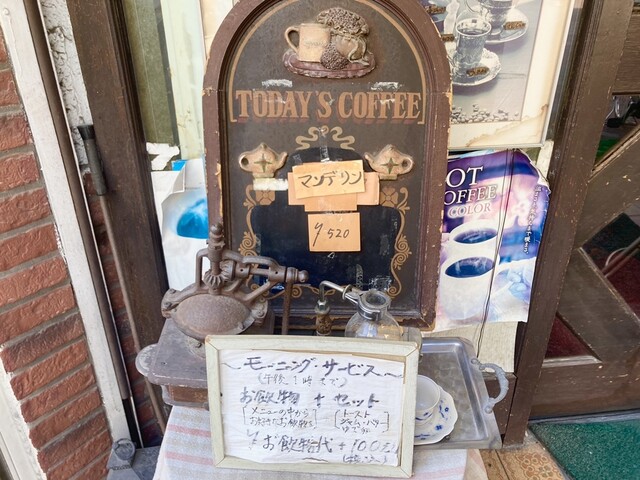 TODAY'S COFFEE
マンデリン
¥520
OT
COFFEE
COLOR
〜モーニング・サービス〜
(午後1時まで)
お飲物 + セット
[メニューの中から
お好きなお飲物を]
[トースト
ジャム・バター
ゆで卵]
¥お飲物代+100円